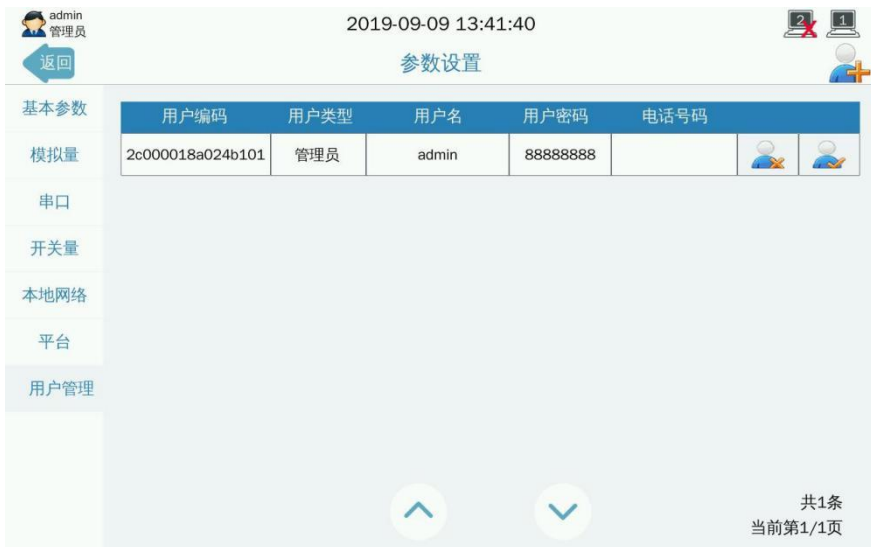 admin
管理员
2019-09-09 13:41:40
2
1
返回
参数设置
基本参数
模拟量
串口
开关量
本地网络
平台
用户管理
用户编码 用户类型 用户名 用户密码 电话号码
2c000018a024b101 管理员 admin 88888888
共1条
当前第1/1页